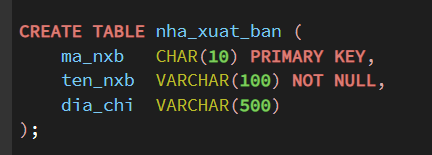 CREATE TABLE nha_xuat_ban (
    ma_nxb   CHAR(10) PRIMARY KEY,
    ten_nxb  VARCHAR(100) NOT NULL,
    dia_chi  VARCHAR(500)
);